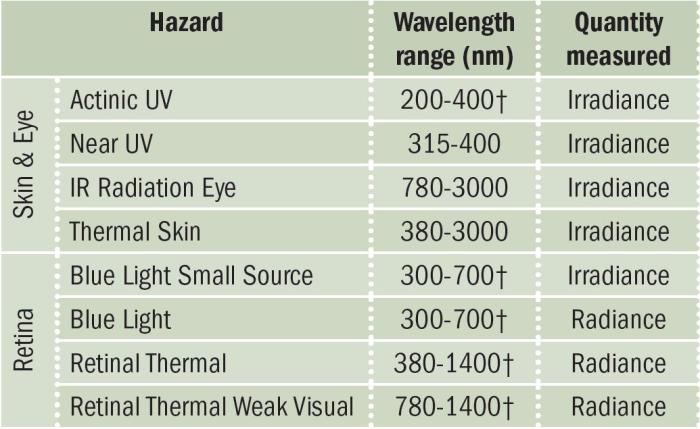 Hazard Wavelength range (nm) Quantity measured
Skin & Eye
Actinic UV 200-400† Irradiance
Near UV 315-400 Irradiance
IR Radiation Eye 780-3000 Irradiance
Thermal Skin 380-3000 Irradiance
Retina
Blue Light Small Source 300-700† Irradiance
Blue Light 300-700† Radiance
Retinal Thermal 380-1400† Radiance
Retinal Thermal Weak Visual 780-1400† Radiance